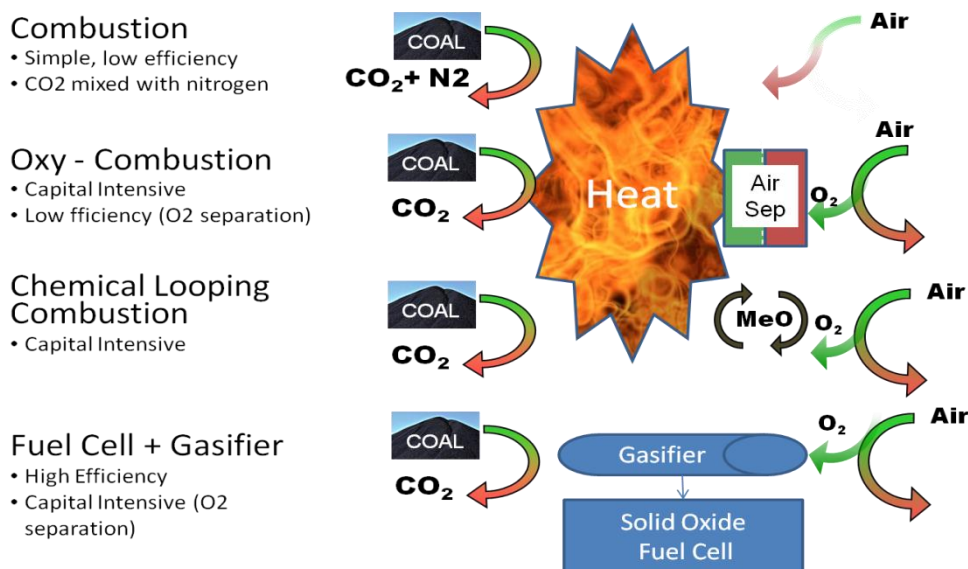 Combustion
• Simple, low efficiency
• CO2 mixed with nitrogen
COAL
CO₂+ N2
Air
Oxy - Combustion
• Capital Intensive
• Low fficiency (O2 separation)
COAL
CO₂
Heat
Air
Sep
O₂
Air
Chemical Looping
Combustion
• Capital Intensive
COAL
CO₂
MeO
O₂
Air
Fuel Cell + Gasifier
• High Efficiency
• Capital Intensive (O2
separation)
COAL
CO₂
Gasifier
O₂
Air
Solid Oxide
Fuel Cell